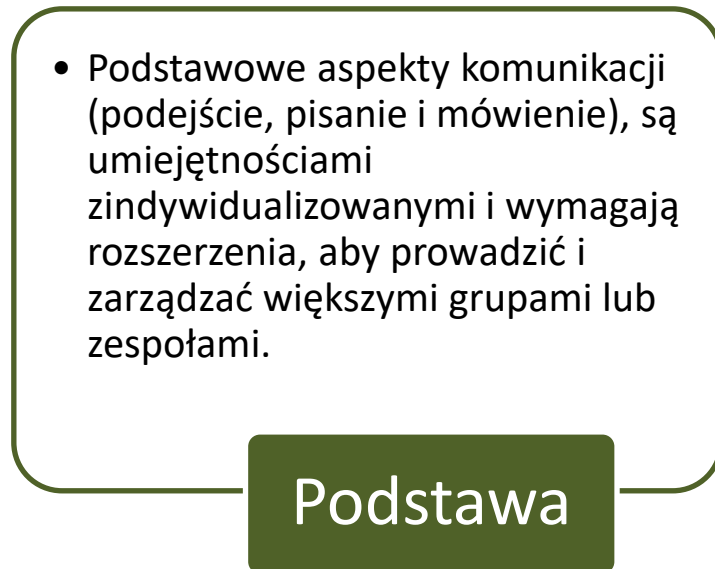 • Podstawowe aspekty komunikacji
(podejście, pisanie i mówienie), są
umiejętnościami
zindywidualizowanymi i wymagają
rozszerzenia, aby prowadzić i
zarządzać większymi grupami lub
zespołami.
Podstawa